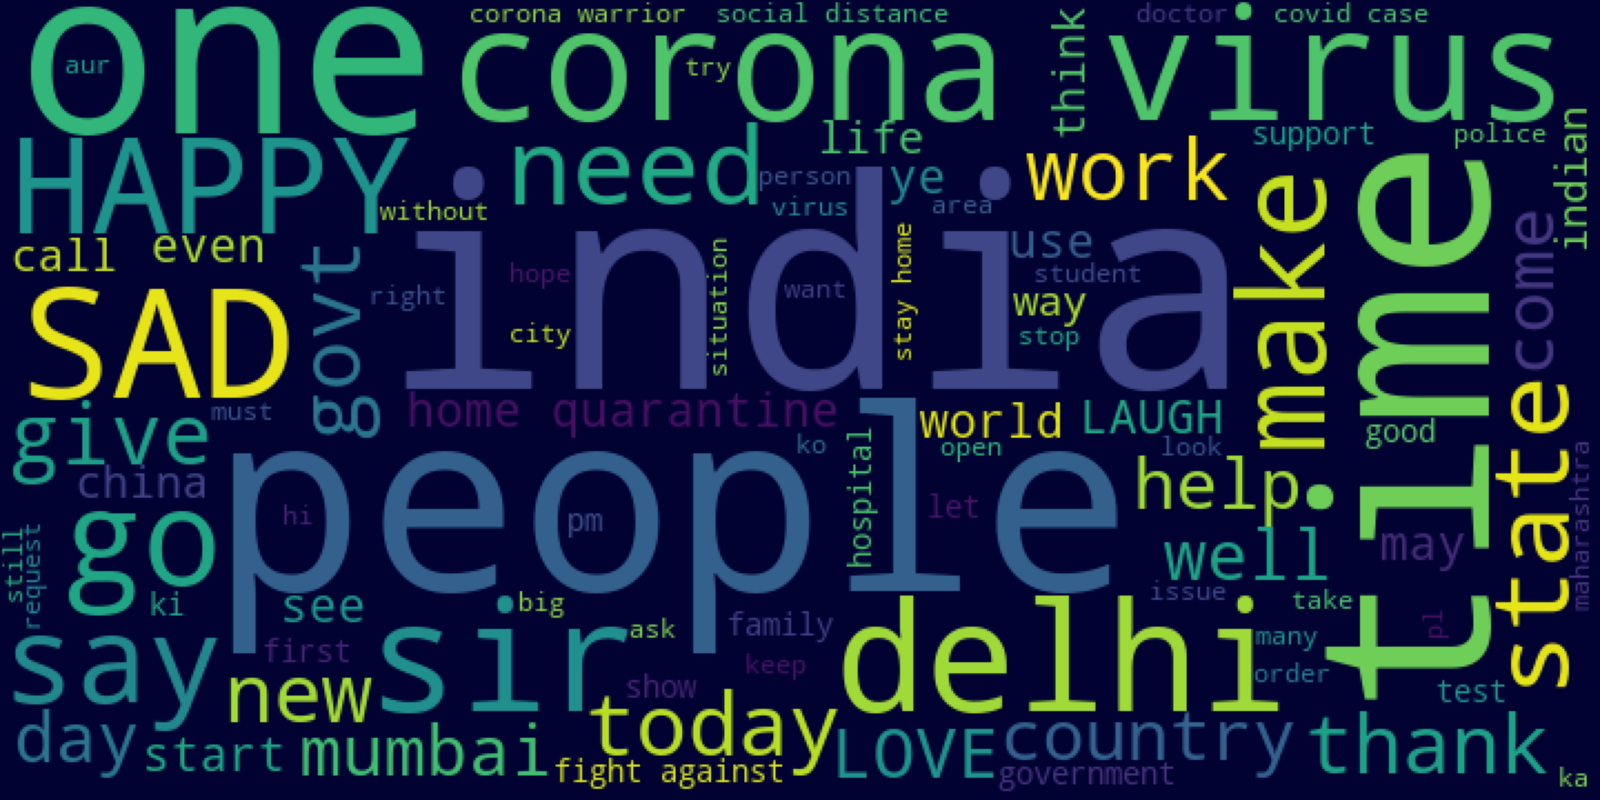 corona warrior
social distance
doctor
covid case
one
aur
corona
try
think
virus
HAPPY
need
life
work
support
police
indian
person
ye
virus
area
without
call
even
govt
india
use
make
time
come
hope
situation
stay home
student
right
want
way
SAD
city
stop
must
home quarantine
world
LAUGH
good
state
give
ko
open
look
china
people
hospital
help
maharashtra
hi
pm
let
still
request
go
may
well
ki
see
big
issue
take
say
first
sir
ask
family
delhi
many
pl
new
keep
order
show
test
day
start
mumbai
today
LOVE
country
thank
fight against
government
ka